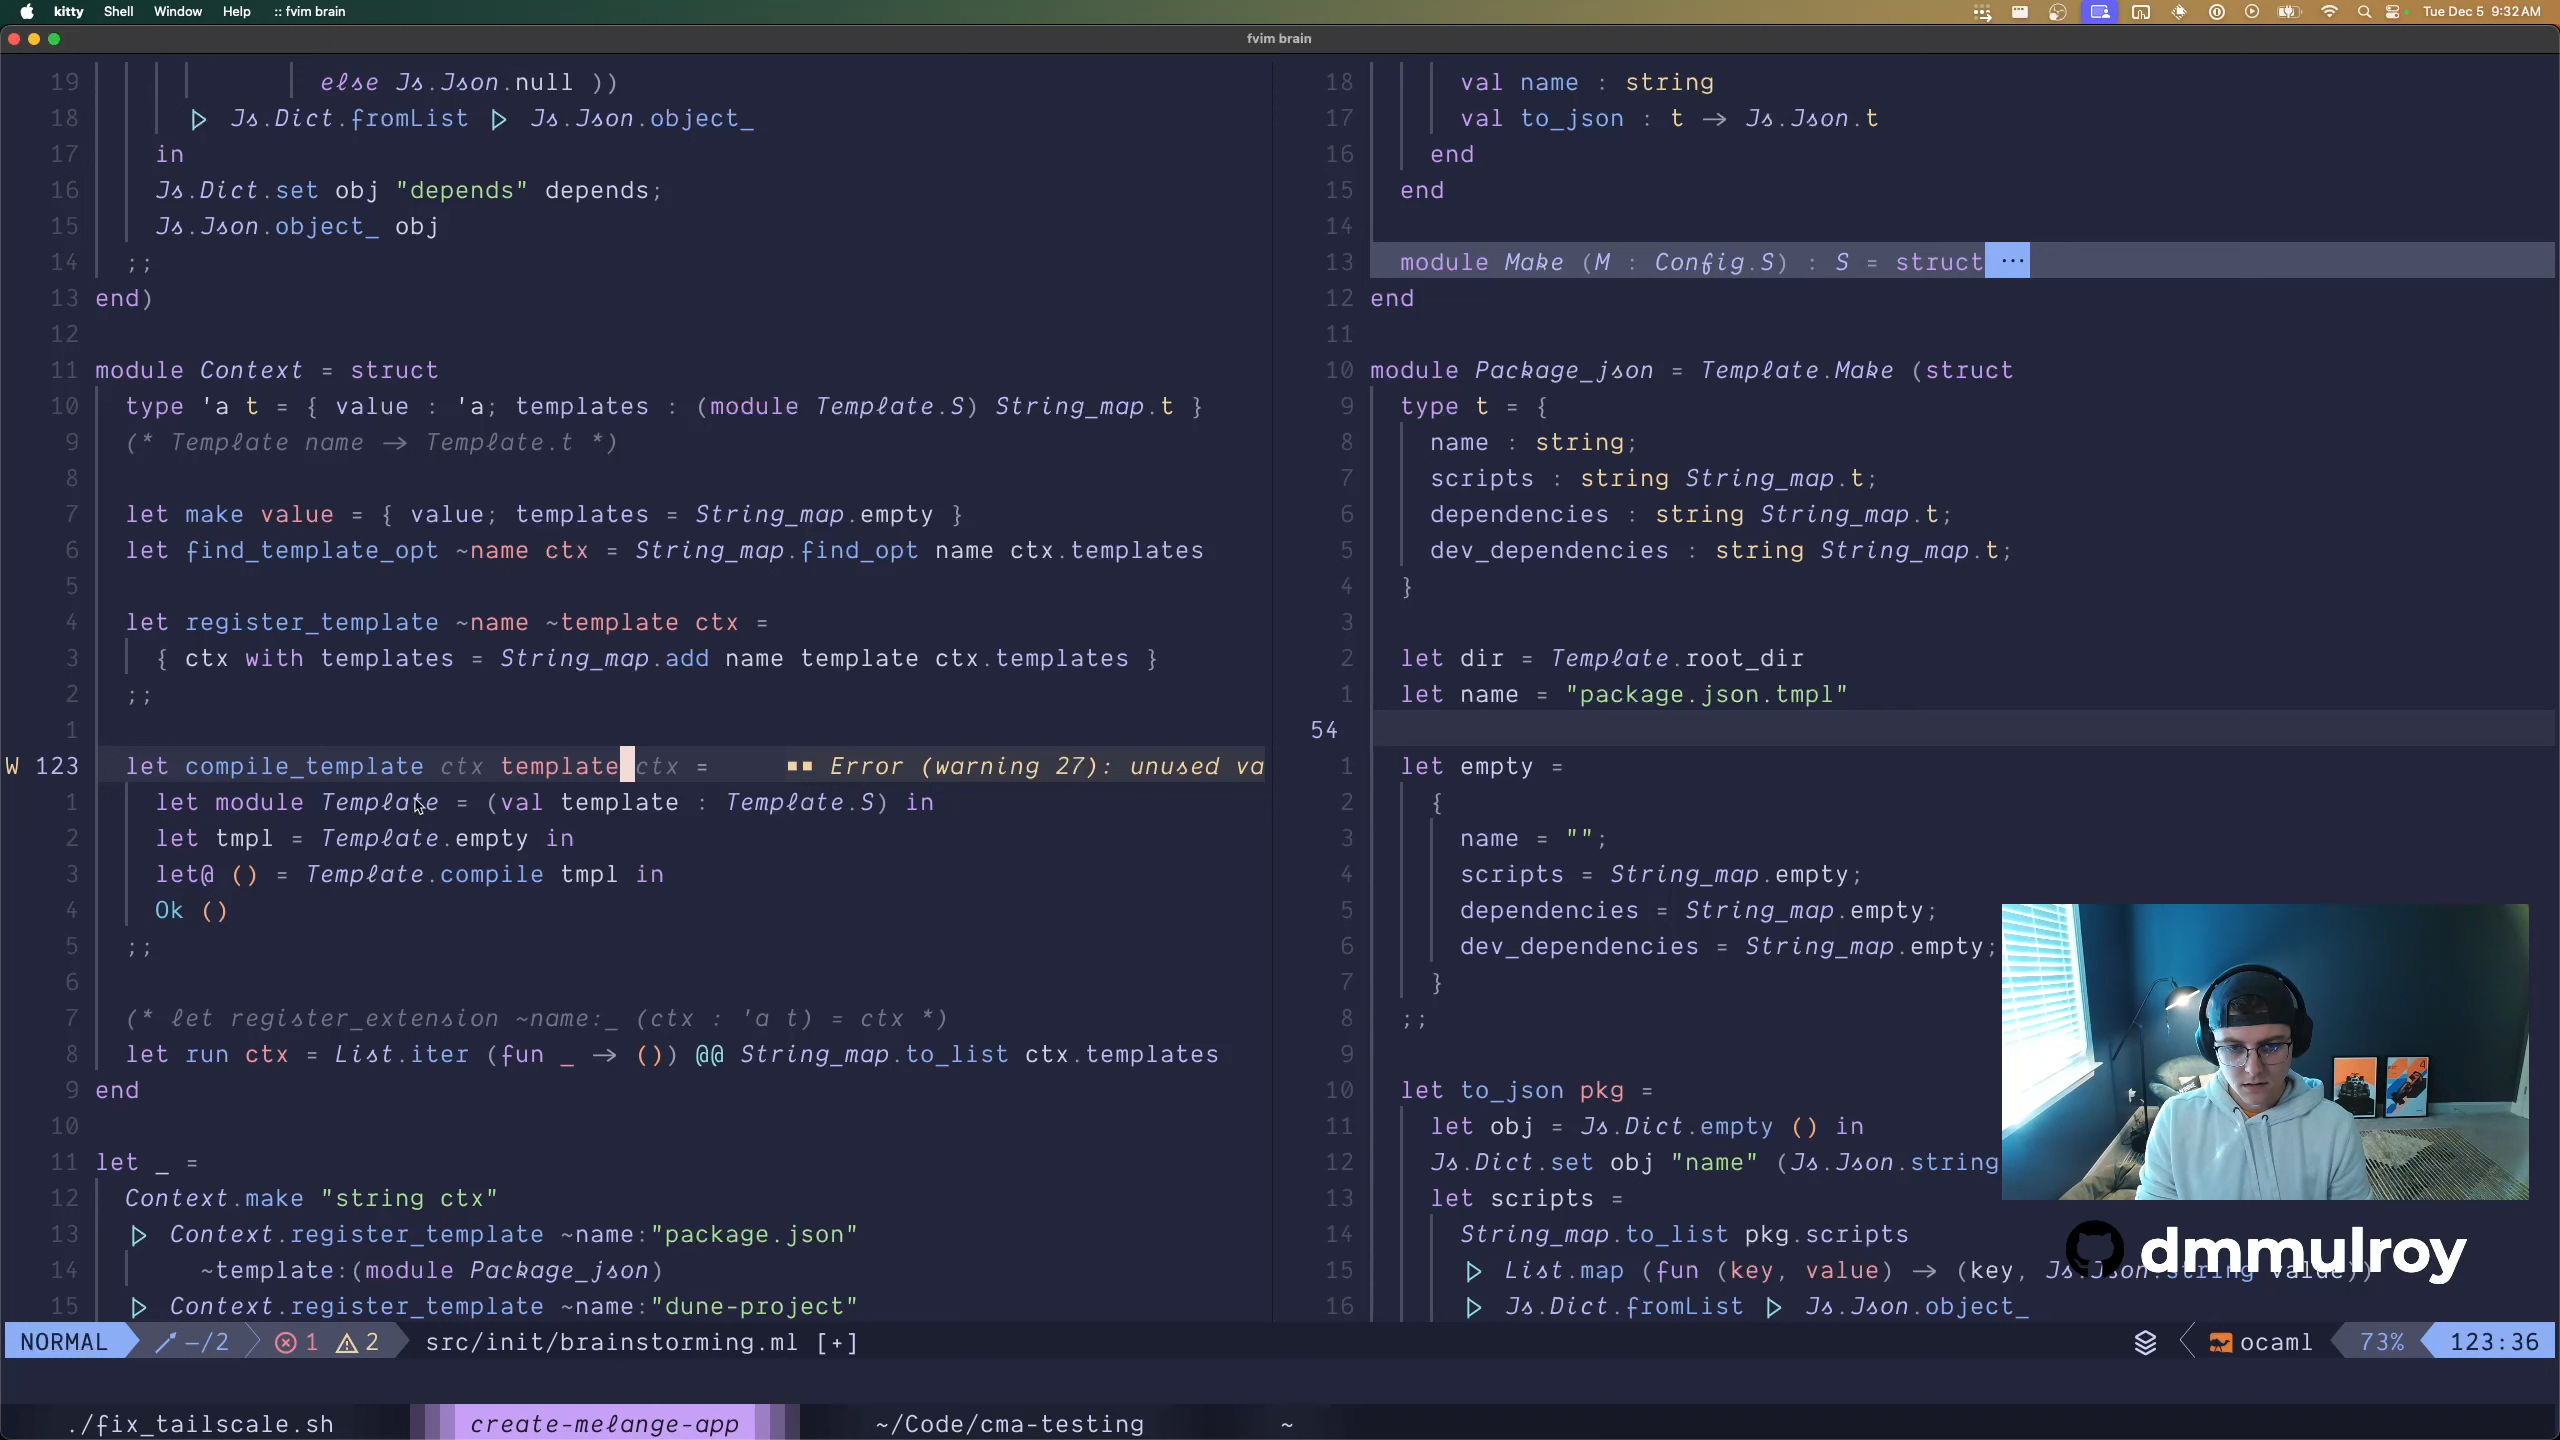 kitty Shell Window Help :: fvim brain
Tue Dec 5 9:32 AM
fvim brain
19 else Js.Json.null ))
18 ▷ Js.Dict.fromList ▷ Js.Json.object_
17 in
16 Js.Dict.set obj "depends" depends;
15 Js.Json.object_ obj
14 ;;
13 end)
12
11 module Context = struct
10 type 'a t = { value : 'a; templates : (module Template.S) String_map.t }
9 (* Template name → Template.t *)
8
7 let make value = { value; templates = String_map.empty }
6 let find_template_opt ~name ctx = String_map.find_opt name ctx.templates
5
4 let register_template ~name ~template ctx =
3 { ctx with templates = String_map.add name template ctx.templates }
2 ;;
1
W 123 let compile_template ctx template ctx = ▪▪ Error (warning 27): unused va
1 let module Template = (val template : Template.S) in
2 let tmpl = Template.empty in
3 let@ () = Template.compile tmpl in
4 Ok ()
5 ;;
6
7 (* let register_extension ~name:_ (ctx : 'a t) = ctx *)
8 let run ctx = List.iter (fun _ → ()) @@ String_map.to_list ctx.templates
9 end
10
11 let _ =
12 Context.make "string ctx"
13 ▷ Context.register_template ~name:"package.json"
14 ~template:(module Package_json)
15 ▷ Context.register_template ~name:"dune-project"
18 val name : string
17 val to_json : t → Js.Json.t
16 end
15 end
14
13 module Make (M : Config.S) : S = struct ···
12 end
11
10 module Package_json = Template.Make (struct
9 type t = {
8 name : string;
7 scripts : string String_map.t;
6 dependencies : string String_map.t;
5 dev_dependencies : string String_map.t;
4 }
3
2 let dir = Template.root_dir
1 let name = "package.json.tmpl"
54
1 let empty =
2 {
3 name = "";
4 scripts = String_map.empty;
5 dependencies = String_map.empty;
6 dev_dependencies = String_map.empty;
7 }
8 ;;
9
10 let to_json pkg =
11 let obj = Js.Dict.empty () in
12 Js.Dict.set obj "name" (Js.Json.string
13 let scripts =
14 String_map.to_list pkg.scripts
15 ▷ List.map (fun (key, value) → (key, Js.Json.string value))
16 ▷ Js.Dict.fromList ▷ Js.Json.object_
dmmulroy
NORMAL –/2 1 2 src/init/brainstorming.ml [+] ocaml 73% 123:36
./fix_tailscale.sh create-melange-app ~/Code/cma-testing ~